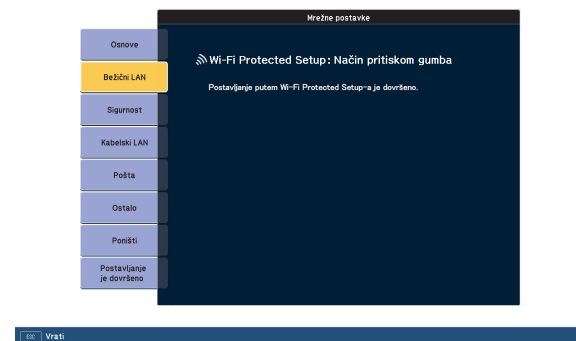 Mrežne postavke
Osnove
Bežični LAN
Sigurnost
Kabelski LAN
Pošta
Ostalo
Poništi
Postavljanje
je dovršeno
Wi-Fi Protected Setup: Način pritiskom gumba
Postavljanje putem Wi-Fi Protected Setup-a je dovršeno.
Esc Vrati